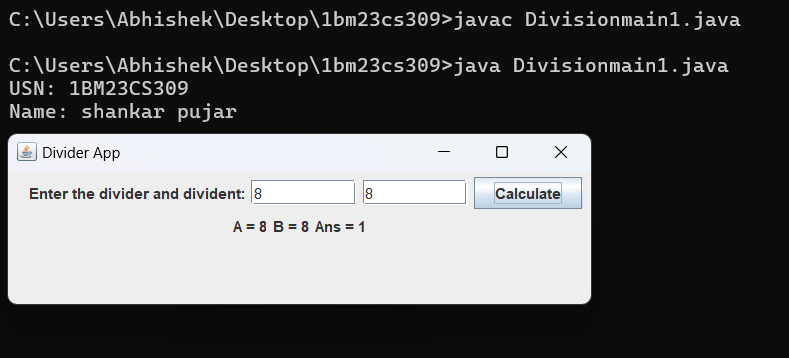 C:\Users\Abhishek\Desktop\1bm23cs309>javac Divisionmain1.java
C:\Users\Abhishek\Desktop\1bm23cs309>java Divisionmain1.java
USN: 1BM23CS309
Name: shankar pujar
Divider App
Enter the divider and divident: 8 8 Calculate
A = 8 B = 8 Ans = 1